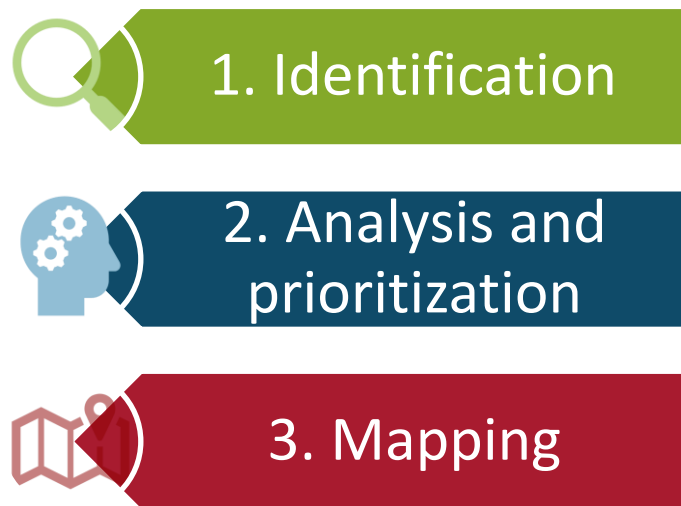 1. Identification
2. Analysis and
prioritization
3. Mapping